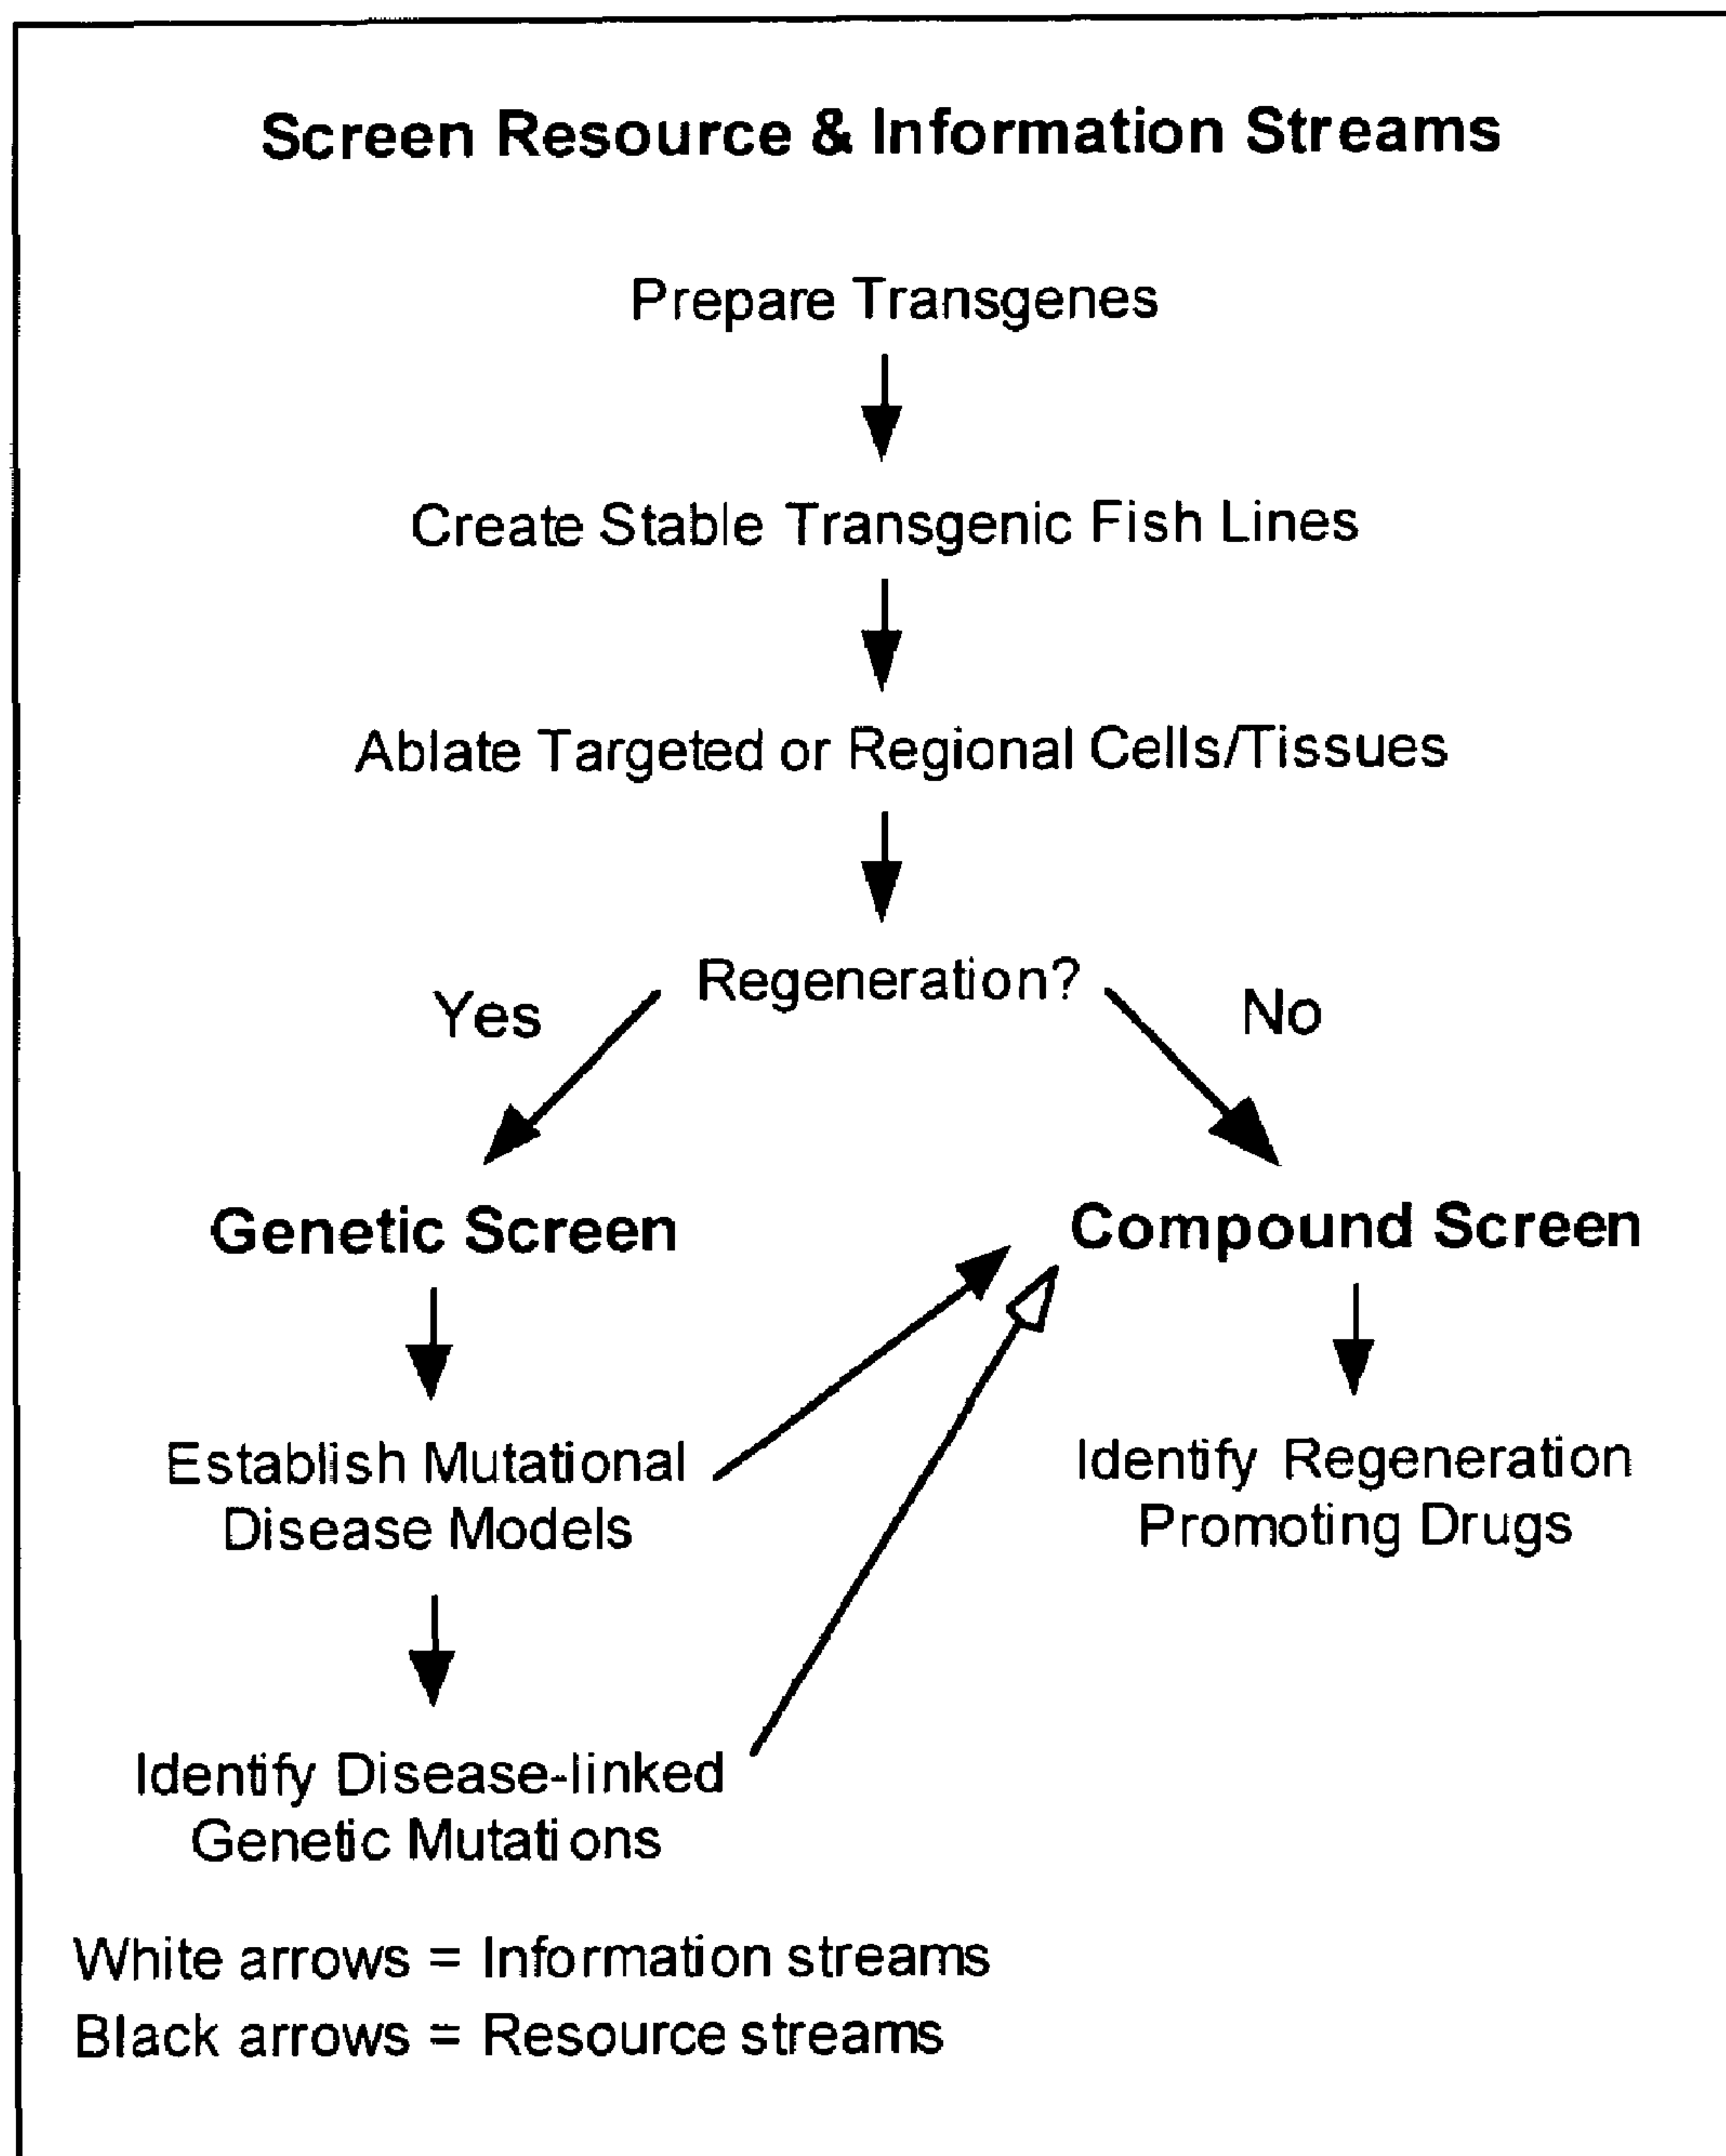 Screen Resource & Information Streams
Prepare Transgenes
Create Stable Transgenic Fish Lines
Ablate Targeted or Regional Cells/Tissues
Regeneration?
Yes
No
Genetic Screen
Compound Screen
Establish Mutational
Disease Models
Identify Regeneration
Promoting Drugs
Identify Disease-linked
Genetic Mutations
White arrows = Information streams
Black arrows = Resource streams